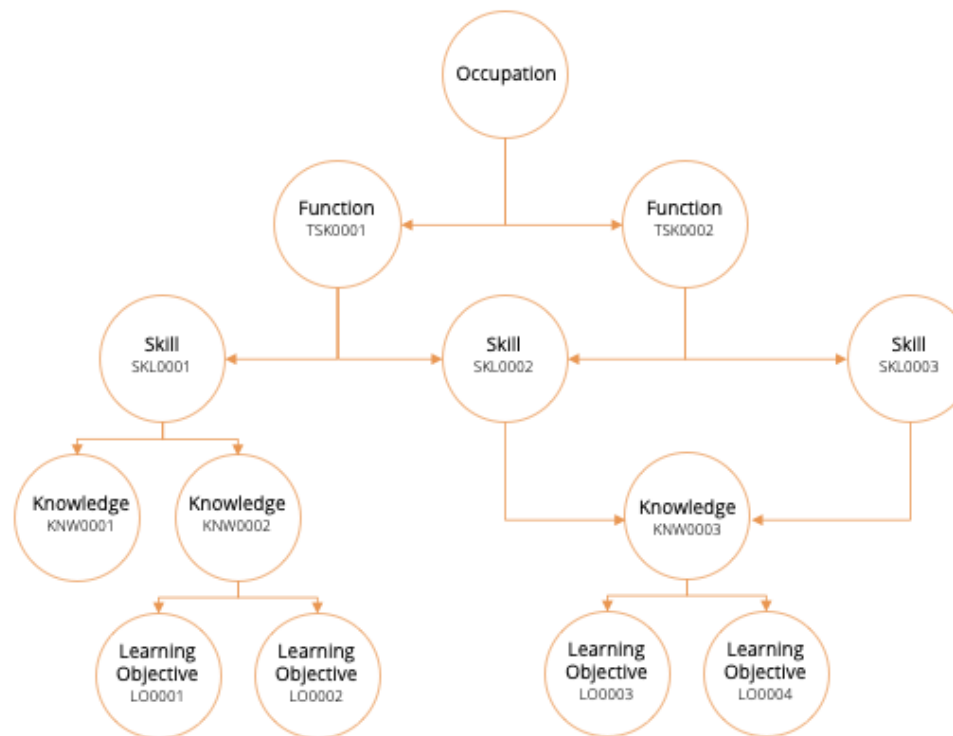 Occupation
Function
TSK0001
Function
TSK0002
Skill
SKL0001
Skill
SKL0002
Skill
SKL0003
Knowledge
KNW0001
Knowledge
KNW0002
Knowledge
KNW0003
Learning
Objective
LO0001
Learning
Objective
LO0002
Learning
Objective
LO0003
Learning
Objective
LO0004